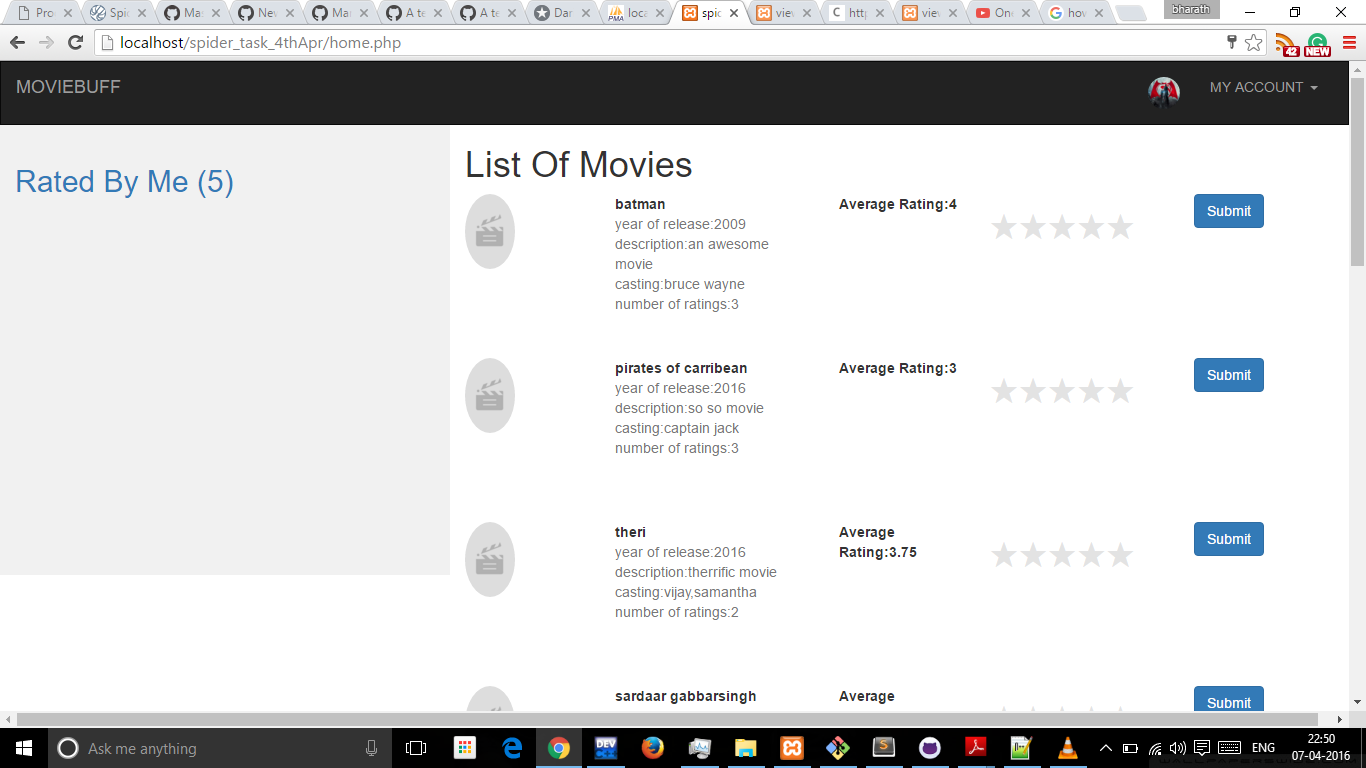 Pro
Spi
Ma
Nev
Ma
A te
A te
Dar
PMA
loca
spic
viev
C
http
viev
One
G
hov
bharath
localhost/spider_task_4thApr/home.php
42
NEW
MOVIEBUFF
MY ACCOUNT
Rated By Me (5)
List Of Movies
batman
year of release:2009
description:an awesome
movie
casting:bruce wayne
number of ratings:3
Average Rating:4
Submit
pirates of carribean
year of release:2016
description:so so movie
casting:captain jack
number of ratings:3
Average Rating:3
Submit
theri
year of release:2016
description:therrific movie
casting:vijay,samantha
number of ratings:2
Average
Rating:3.75
Submit
sardaar gabbarsingh
Average
Submit
Ask me anything
DEV
ENG
22:50
07-04-2016